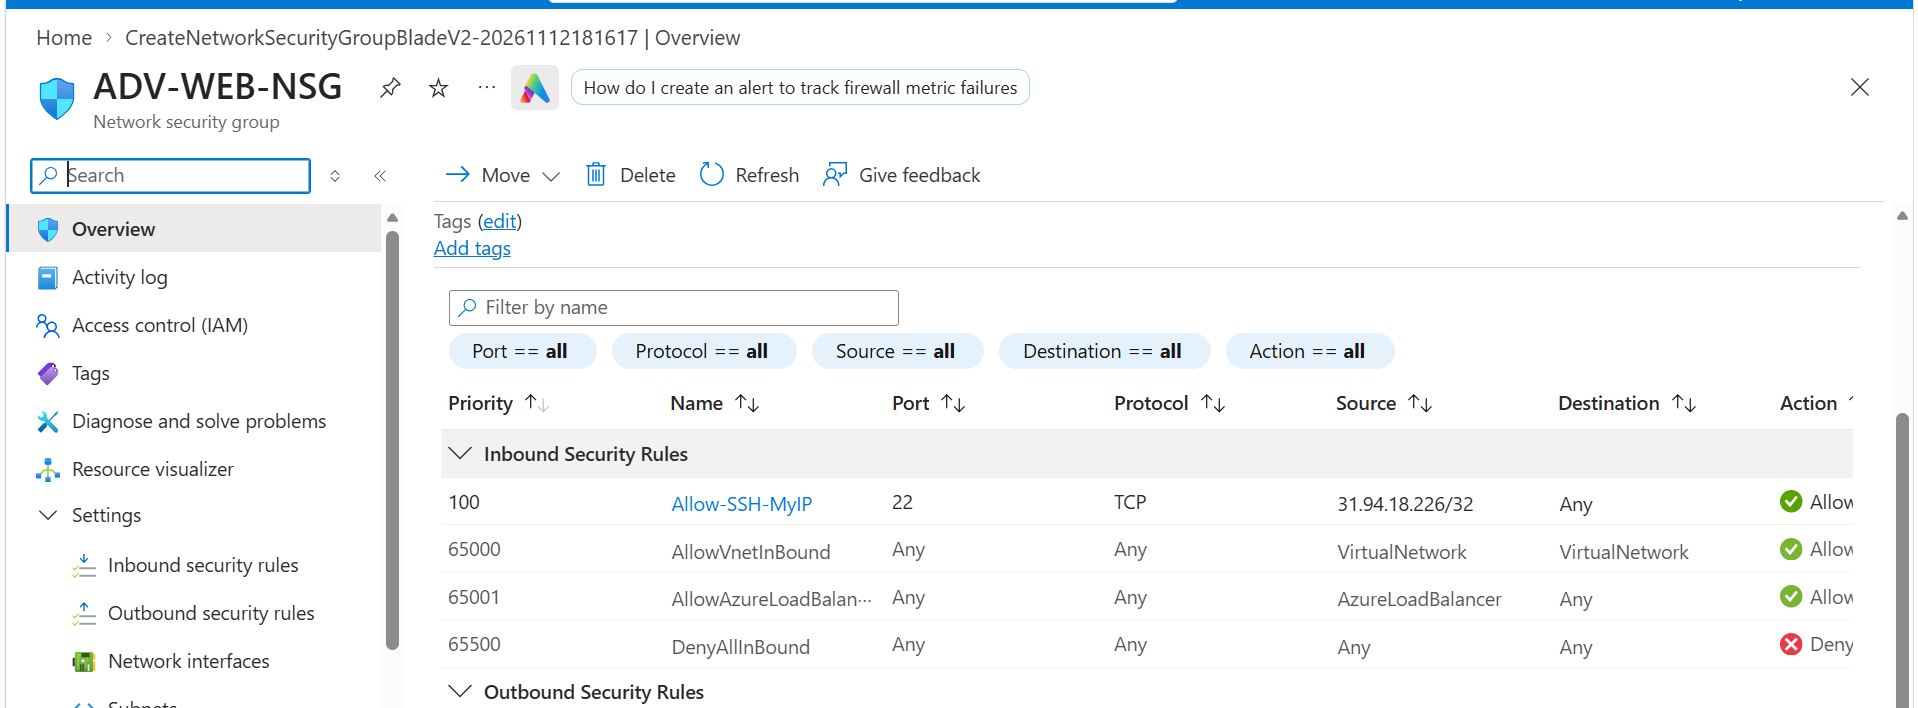 Home > CreateNetworkSecurityGroupBladeV2-20261112181617 | Overview
ADV-WEB-NSG
How do I create an alert to track firewall metric failures
Network security group
Search
Move
Delete
Refresh
Give feedback
Overview
Activity log
Access control (IAM)
Tags
Diagnose and solve problems
Resource visualizer
Settings
Inbound security rules
Outbound security rules
Network interfaces
Subnets
Tags (edit)
Add tags
Filter by name
Port == all
Protocol == all
Source == all
Destination == all
Action == all
Priority Name Port Protocol Source Destination Action
Inbound Security Rules
100 Allow-SSH-MyIP 22 TCP 31.94.18.226/32 Any Allow
65000 AllowVnetInBound Any Any VirtualNetwork VirtualNetwork Allow
65001 AllowAzureLoadBalan··· Any Any AzureLoadBalancer Any Allow
65500 DenyAllInBound Any Any Any Any Deny
Outbound Security Rules